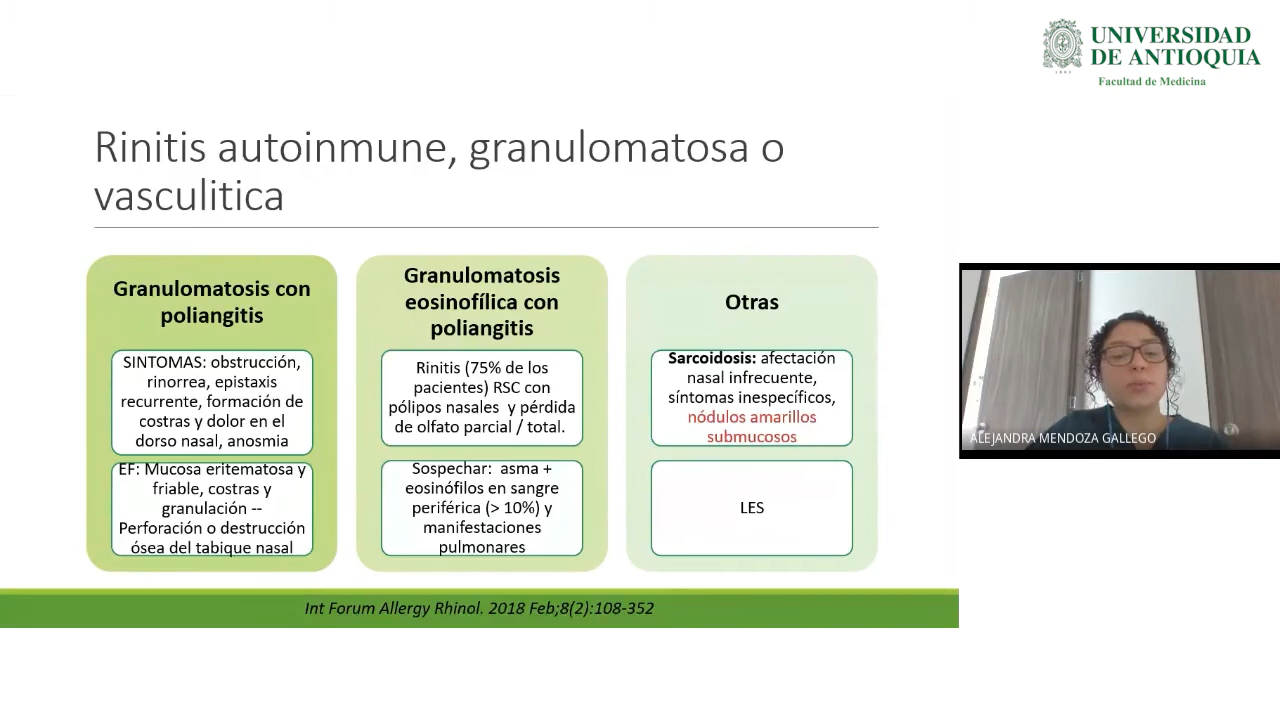 UNIVERSIDAD
DE ANTIOQUIA
1803
Facultad de Medicina
Rinitis autoinmune, granulomatosa o
vasculitica
Granulomatosis con
poliangitis
SINTOMAS: obstrucción,
rinorrea, epistaxis
recurrente, formación de
costras y dolor en el
dorso nasal, anosmia
EF: Mucosa eritematosa y
friable, costras y
granulación --
Perforación o destrucción
ósea del tabique nasal
Granulomatosis
eosinofílica con
poliangitis
Rinitis (75% de los
pacientes) RSC con
pólipos nasales y pérdida
de olfato parcial / total.
Sospechar: asma +
eosinófilos en sangre
periférica (> 10%) y
manifestaciones
pulmonares
Otras
Sarcoidosis: afectación
nasal infrecuente,
síntomas inespecíficos,
nódulos amarillos
submucosos
LES
Int Forum Allergy Rhinol. 2018 Feb;8(2):108-352
ALEJANDRA MENDOZA GALLEGO